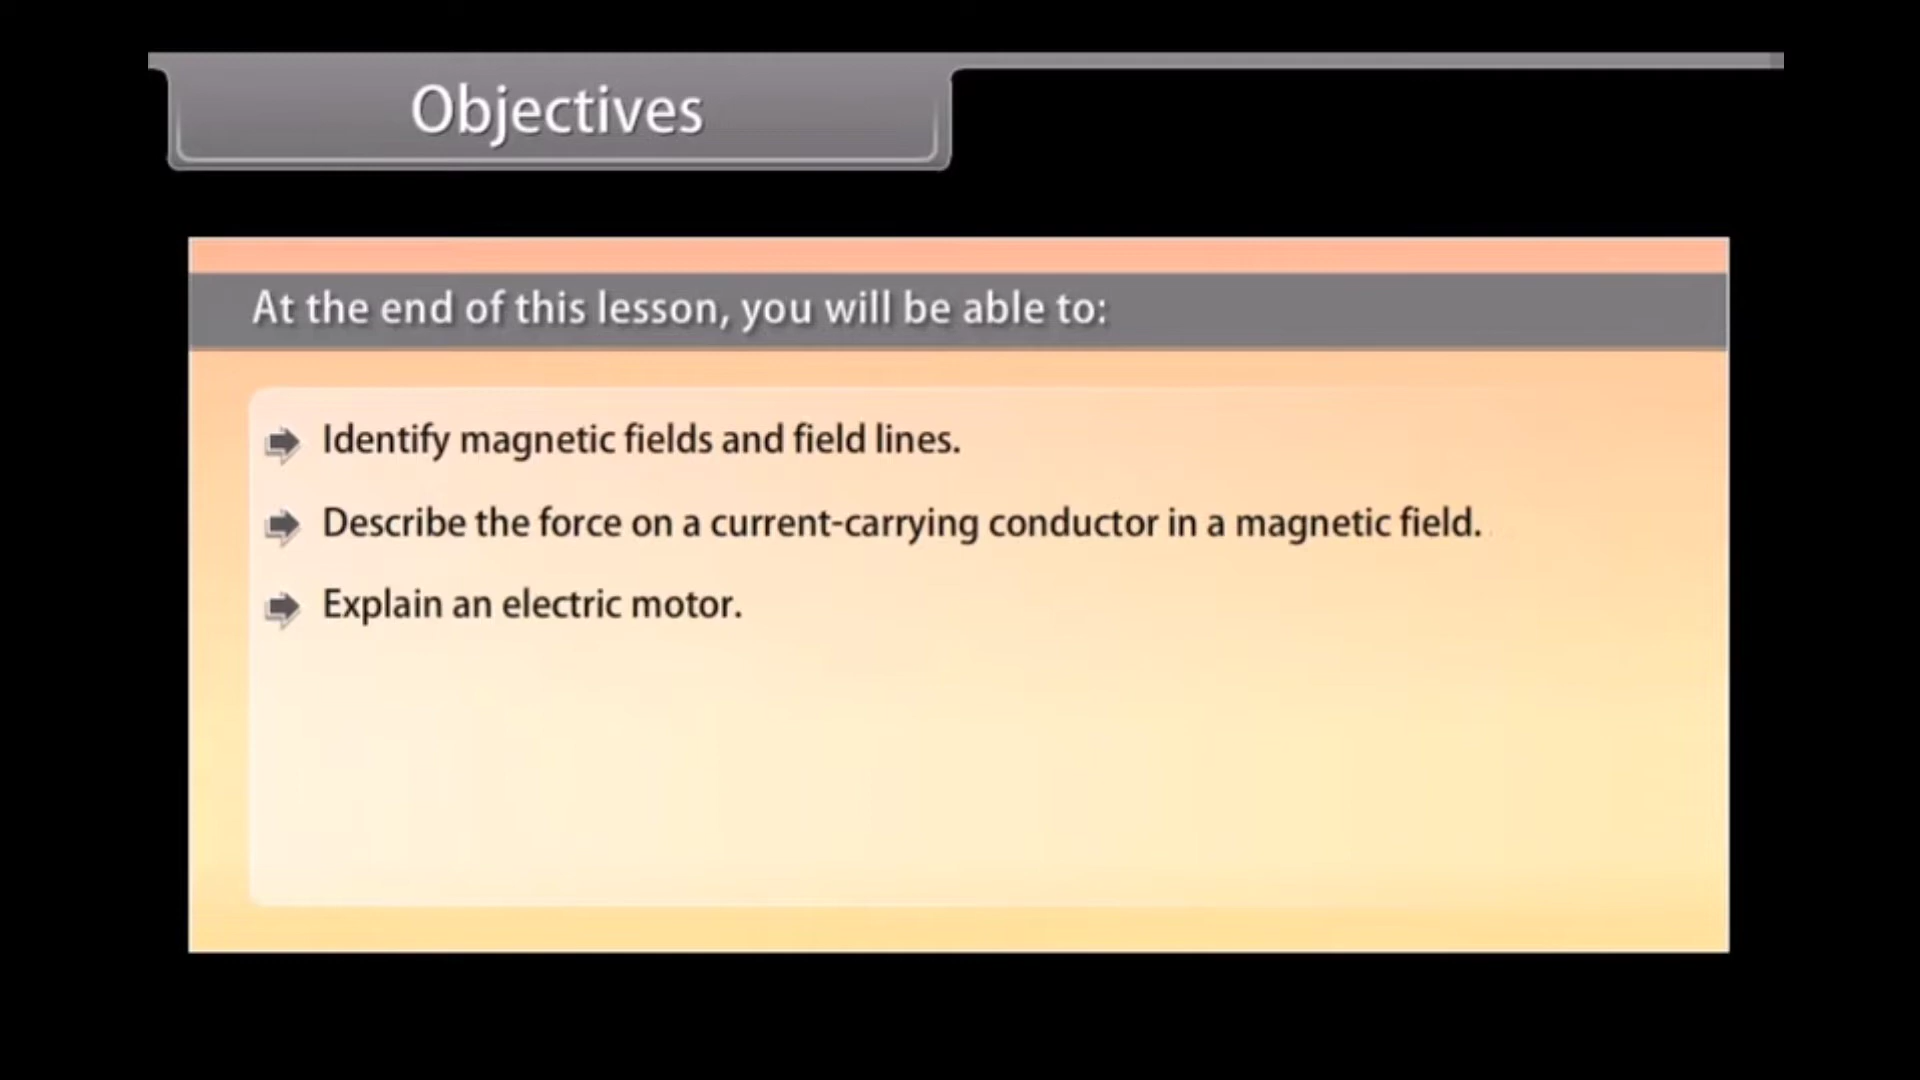 Objectives
At the end of this lesson, you will be able to:
Identify magnetic fields and field lines.
Describe the force on a current-carrying conductor in a magnetic field.
Explain an electric motor.